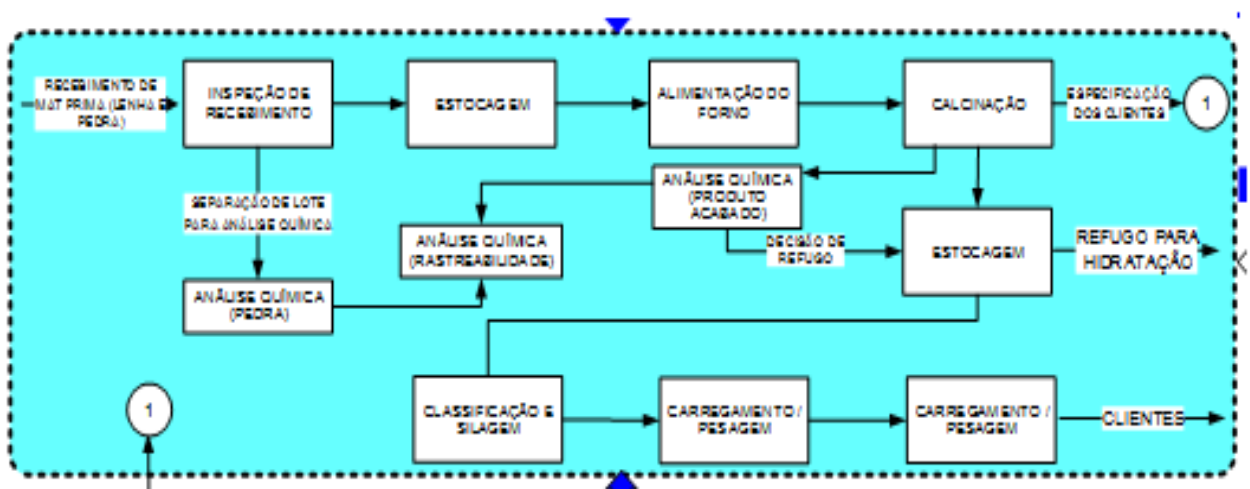 RECEBIMENTO DE
MAT PRIMA (LENHA E
PEDRA)
INSPEÇÃO DE
RECEBIMENTO
ESTOCAGEM
ALIMENTAÇÃO DO
FORNO
CALCINAÇÃO
ESPECIFICAÇÃO
DOS CLIENTES
1
SEPARAÇÃO DE LOTE
PARA ANÁLISE QUÍMICA
ANÁLISE QUÍMICA
(PRODUTO
ACABADO)
ANÁLISE QUÍMICA
(RASTREABILIDADE)
DECISÃO DE
REFUGO
ESTOCAGEM
REFUGO PARA
HIDRATAÇÃO
ANÁLISE QUÍMICA
(PEDRA)
1
CLASSIFICAÇÃO E
SILAGEM
CARREGAMENTO /
PESAGEM
CARREGAMENTO /
PESAGEM
CLIENTES